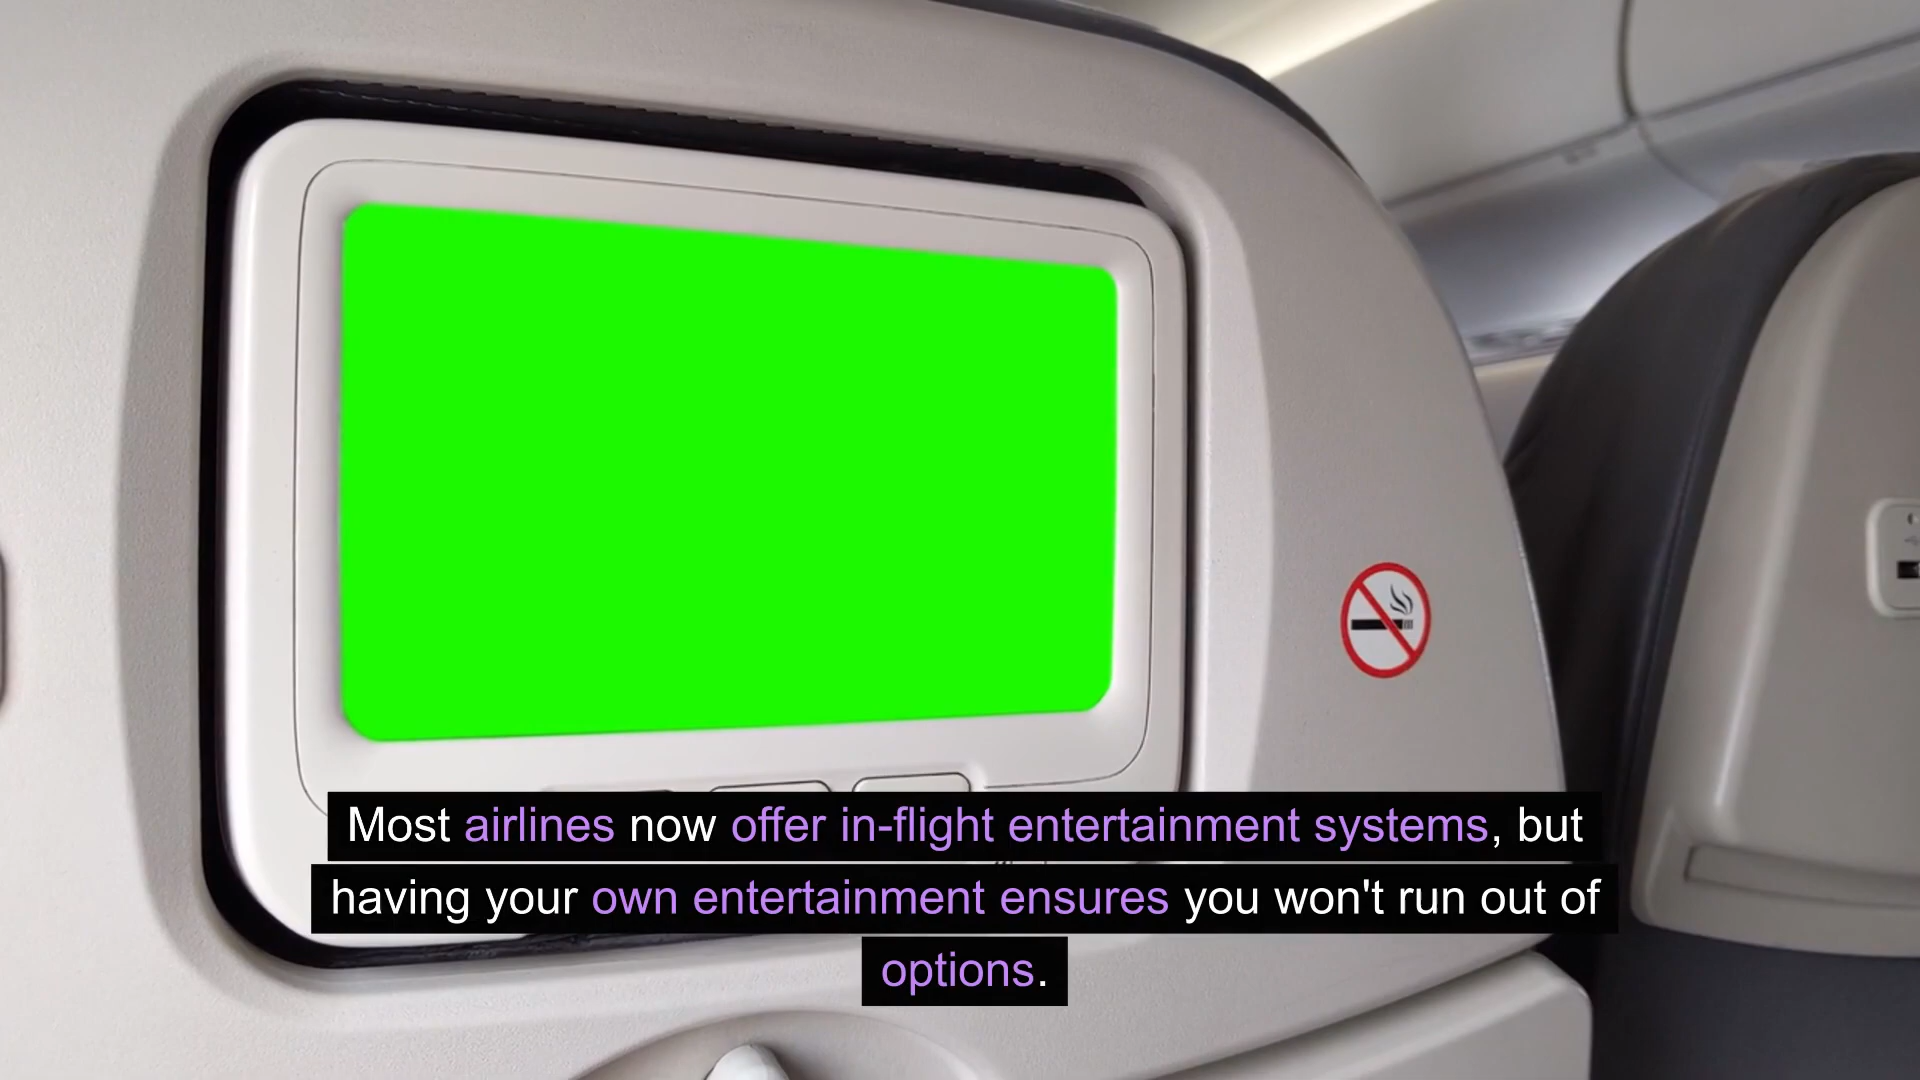 Most airlines now offer in-flight entertainment systems, but
having your own entertainment ensures you won't run out of
options.